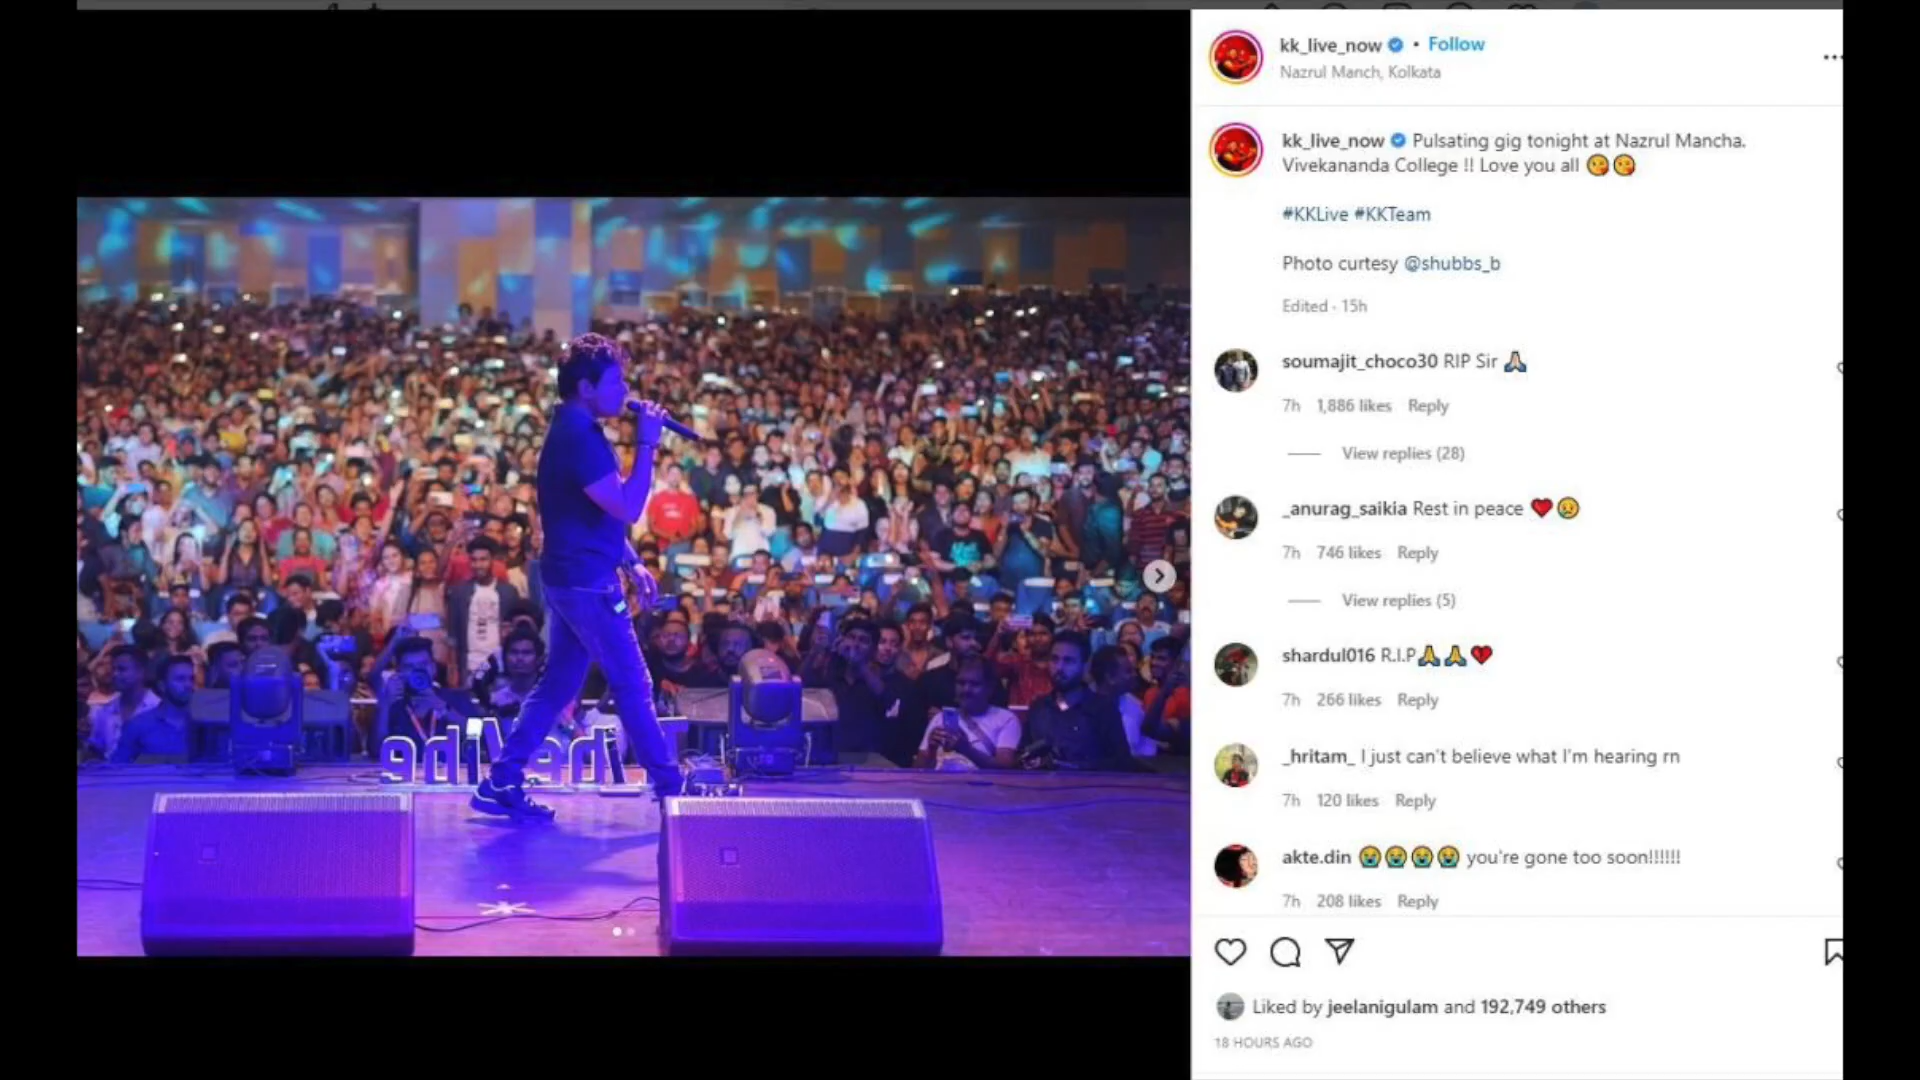 kk_live_now • Follow
Nazrul Manch, Kolkata
kk_live_now Pulsating gig tonight at Nazrul Mancha.
Vivekananda College !! Love you all 😘😘
#KKLive #KKTeam
Photo curtesy @shubbs_b
Edited · 15h
soumajit_choco30 RIP Sir 🙏🏻
7h 1,886 likes Reply
View replies (28)
_anurag_saikia Rest in peace ❤️😢
7h 746 likes Reply
View replies (5)
shardul016 R.I.P🙏🙏❤️
7h 266 likes Reply
_hritam_ I just can't believe what I'm hearing rn
7h 120 likes Reply
akte.din 😭😭😭😭 you're gone too soon!!!!!!
7h 208 likes Reply
Liked by jeelanigulam and 192,749 others
18 HOURS AGO